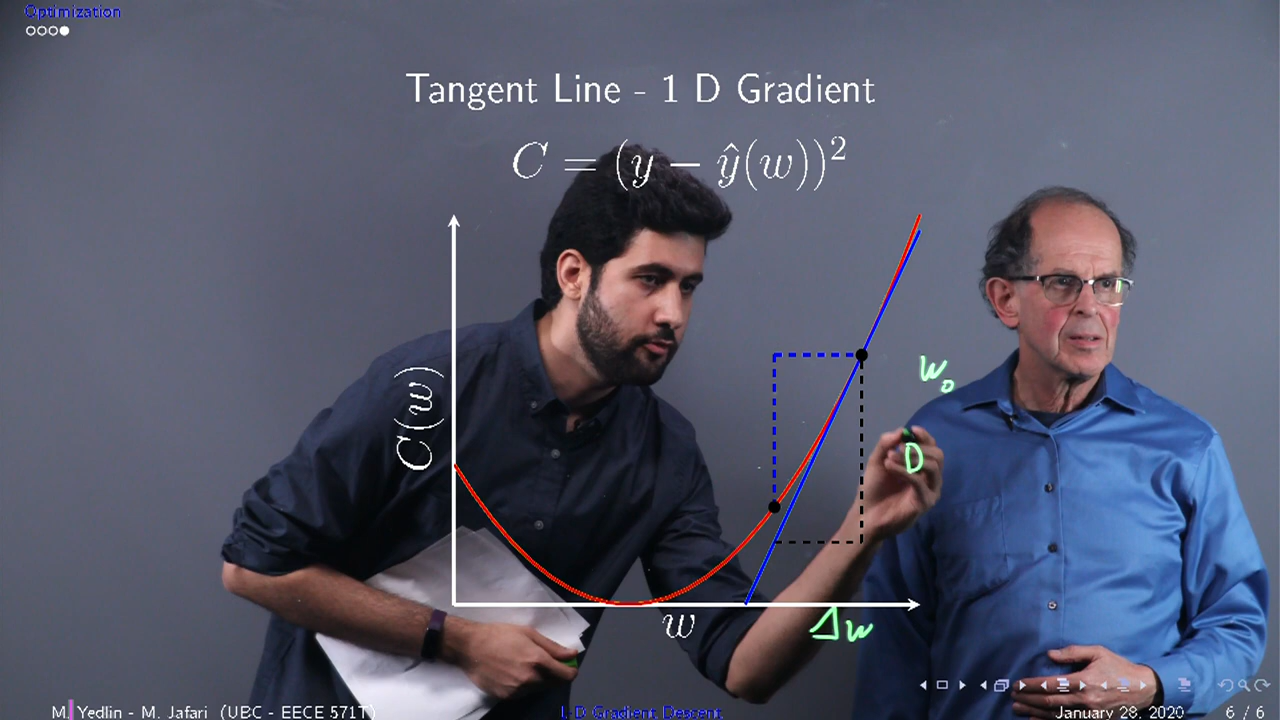 Optimization
Tangent Line - 1 D Gradient
C = (y − ŷ(w))²
C(w)
w₀
D
w
Δw
M. Yedlin - M. Jafari (UBC - EECE 571T)
1-D Gradient Descent
January 28, 2020
6 / 6